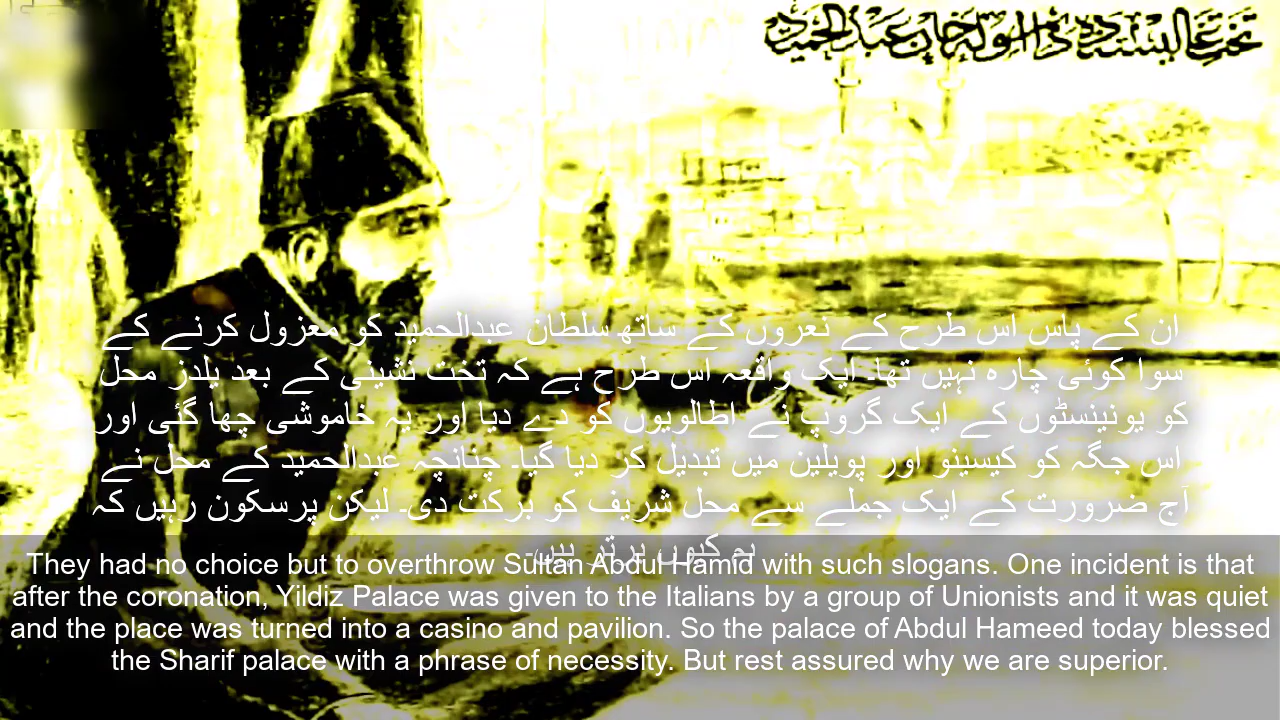 ان کے پاس اس طرح کے نعروں کے ساتھ سلطان عبدالحمید کو معزول کرنے کے
سوا کوئی چارہ نہیں تھا۔ ایک واقعہ اس طرح ہے کہ تخت نشینی کے بعد یلدز محل
کو یونینسٹوں کے ایک گروپ نے اطالویوں کو دے دیا اور یہ خاموشی چھا گئی اور
اس جگہ کو کیسینو اور پویلین میں تبدیل کر دیا گیا۔ چنانچہ عبدالحمید کے محل نے
آج ضرورت کے ایک جملے سے محل شریف کو برکت دی۔ لیکن پرسکون رہیں کہ
ہم کیوں برتر ہیں۔
They had no choice but to overthrow Sultan Abdul Hamid with such slogans. One incident is that
after the coronation, Yildiz Palace was given to the Italians by a group of Unionists and it was quiet
and the place was turned into a casino and pavilion. So the palace of Abdul Hameed today blessed
the Sharif palace with a phrase of necessity. But rest assured why we are superior.